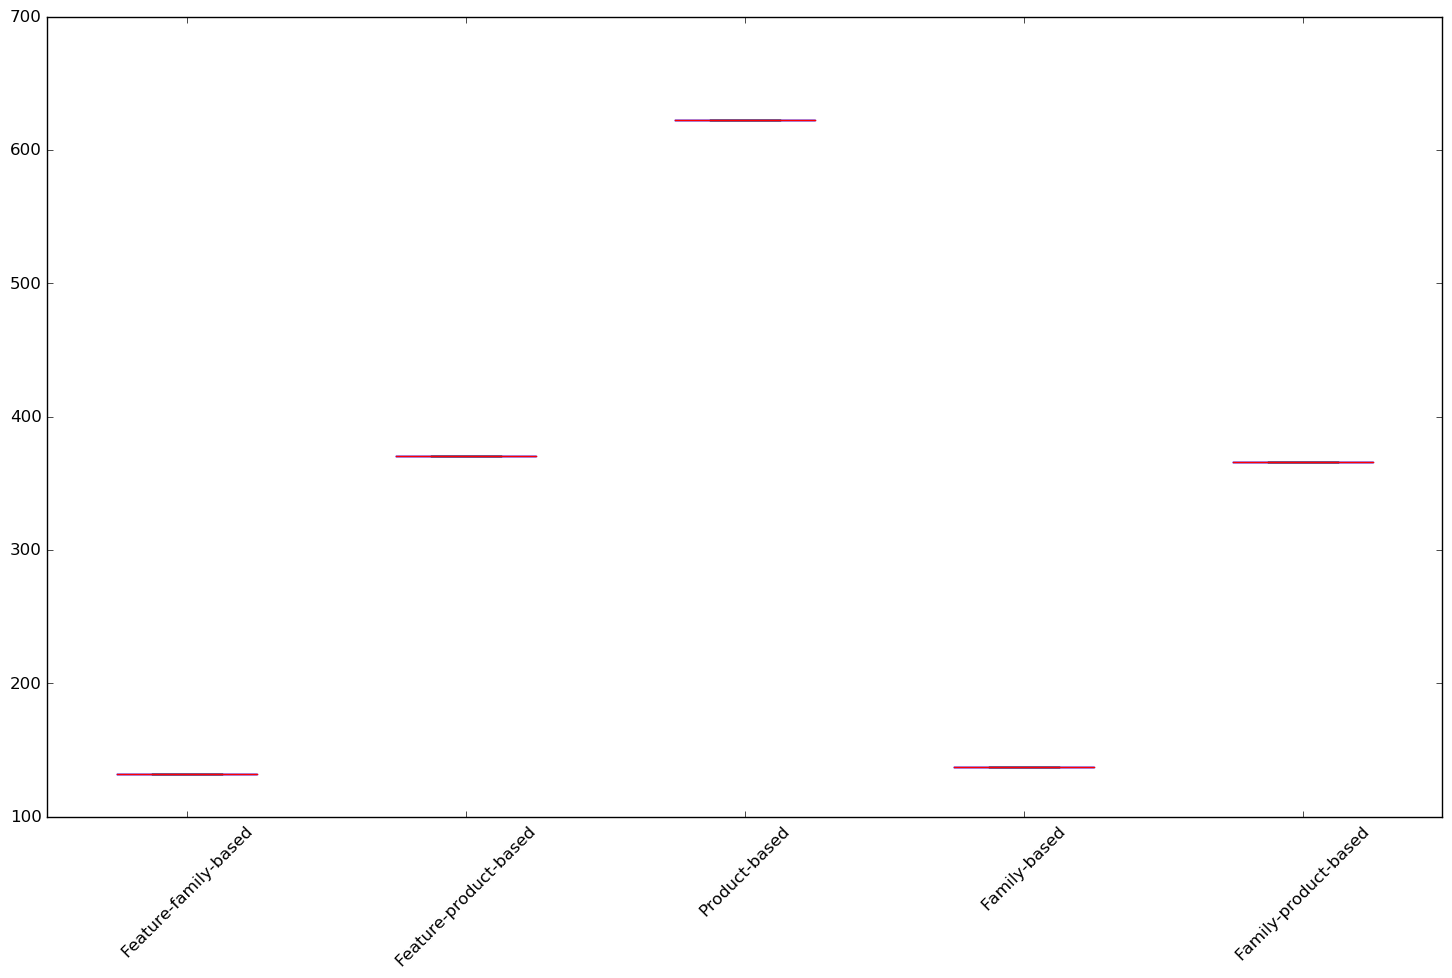 700
600
500
400
300
200
100
Feature-family-based
Feature-product-based
Product-based
Family-based
Family-product-based